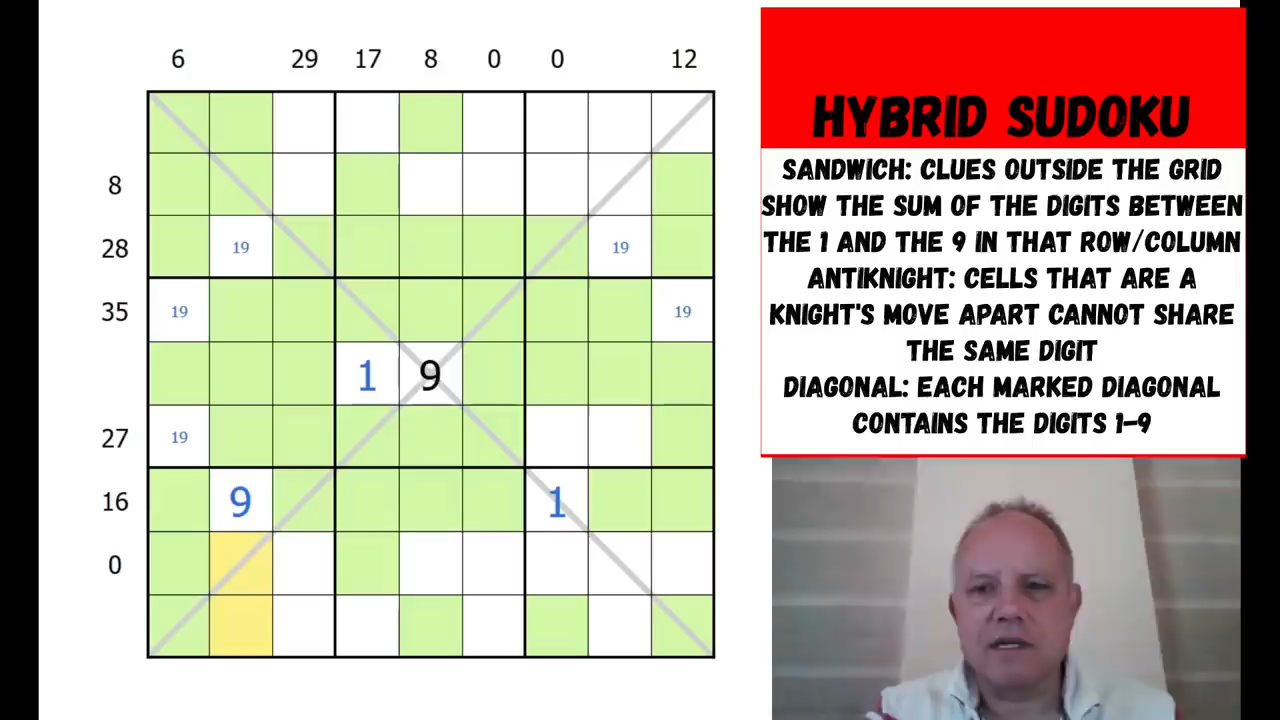 6 29 17 8 0 0 12
HYBRID SUDOKU
SANDWICH: CLUES OUTSIDE THE GRID
8
SHOW THE SUM OF THE DIGITS BETWEEN
28 19 19
THE 1 AND THE 9 IN THAT ROW/COLUMN
ANTIKNIGHT: CELLS THAT ARE A
35 19 19
KNIGHT'S MOVE APART CANNOT SHARE
THE SAME DIGIT
1 9
DIAGONAL: EACH MARKED DIAGONAL
CONTAINS THE DIGITS 1-9
27 19
16 9 1
0